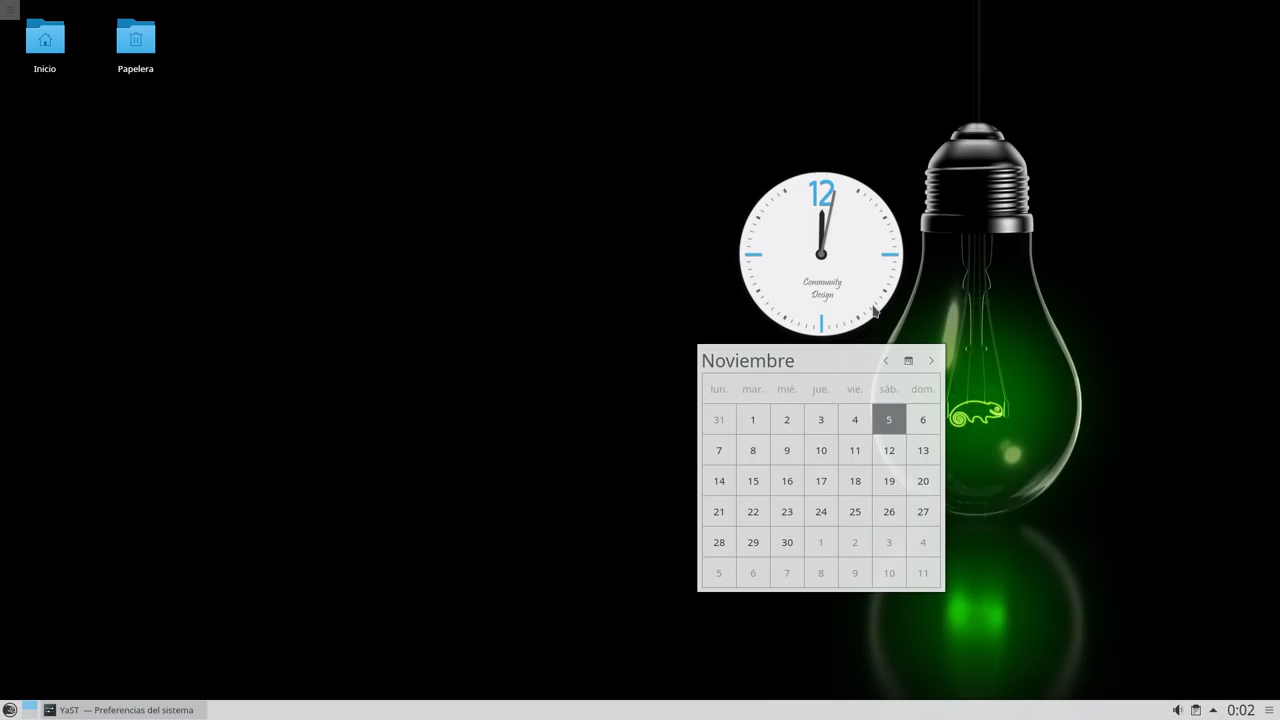 Inicio
Papelera
12
Community
Design
Noviembre
lun. mar. mié. jue. vie. sáb. dom.
31 1 2 3 4 5 6
7 8 9 10 11 12 13
14 15 16 17 18 19 20
21 22 23 24 25 26 27
28 29 30 1 2 3 4
5 6 7 8 9 10 11
YaST — Preferencias del sistema
0:02